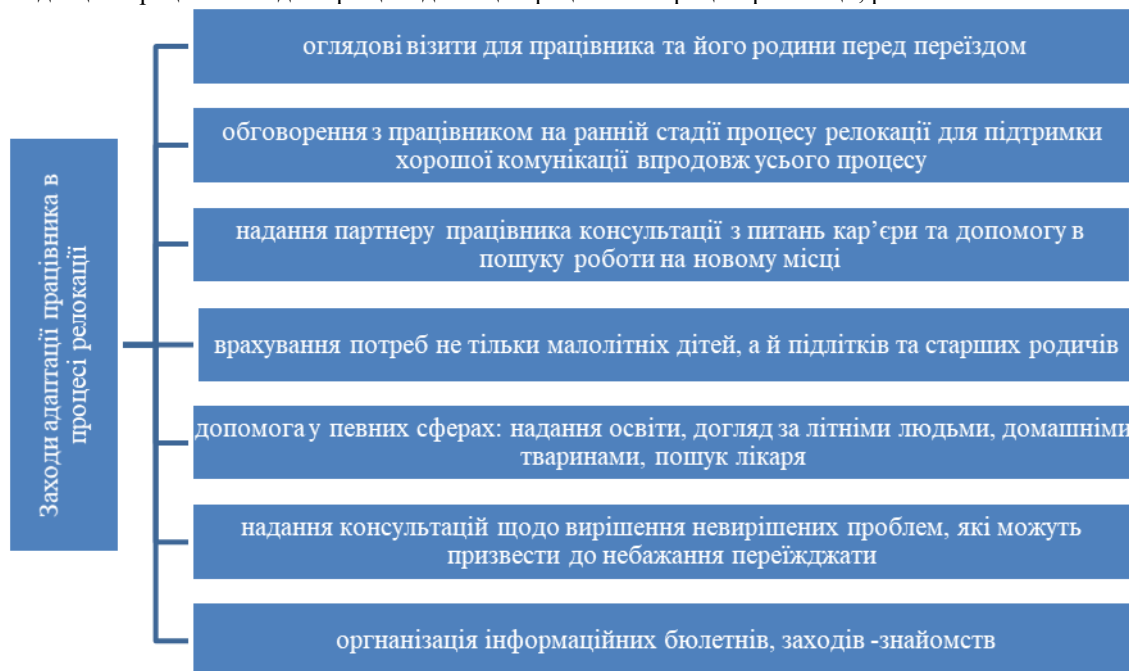 Заходи адаптації працівника в
процесі релокації
оглядові візити для працівника та його родини перед переїздом
обговорення з працівником на ранній стадії процесу релокації для підтримки
хорошої комунікації впродовж усього процесу
надання партнеру працівника консультації з питань кар’єри та допомогу в
пошуку роботи на новому місці
врахування потреб не тільки малолітніх дітей, а й підлітків та старших родичів
допомога у певних сферах: надання освіти, догляд за літніми людьми, домашніми
тваринами, пошук лікаря
надання консультацій щодо вирішення невирішених проблем, які можуть
призвести до небажання переїжджати
оргнанізація інформаційних бюлетнів, заходів -знайомств